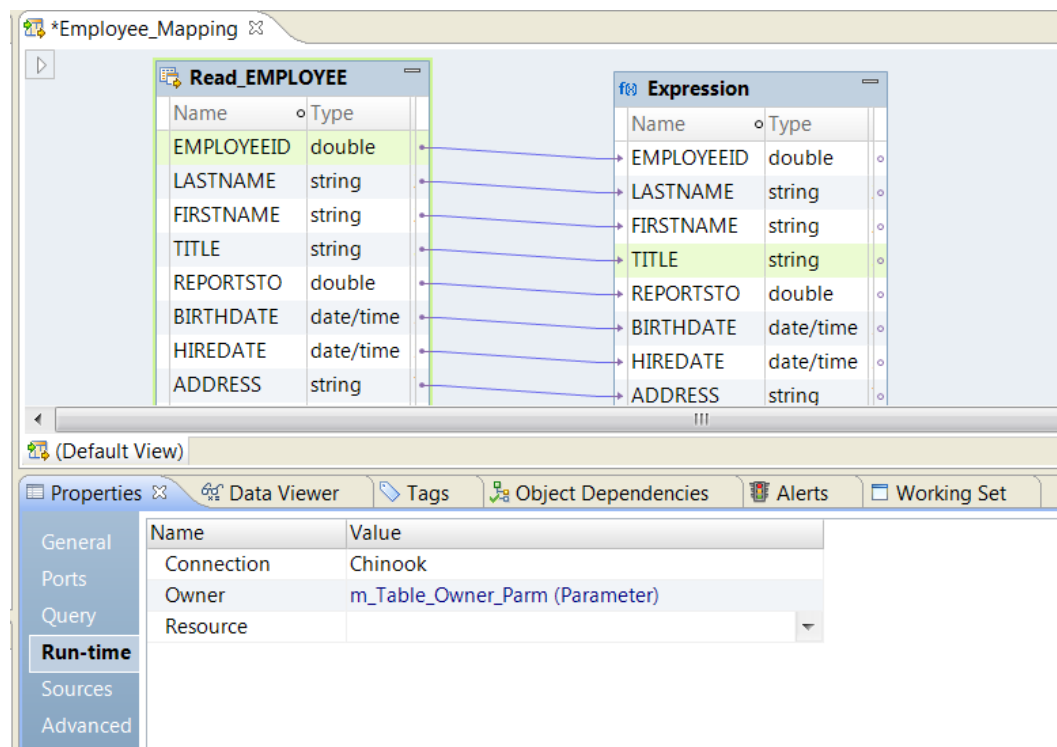 *Employee_Mapping
Read_EMPLOYEE
Name Type
EMPLOYEEID double
LASTNAME string
FIRSTNAME string
TITLE string
REPORTSTO double
BIRTHDATE date/time
HIREDATE date/time
ADDRESS string
f(x) Expression
Name Type
EMPLOYEEID double
LASTNAME string
FIRSTNAME string
TITLE string
REPORTSTO double
BIRTHDATE date/time
HIREDATE date/time
ADDRESS string
(Default View)
Properties Data Viewer Tags Object Dependencies Alerts Working Set
General
Ports
Query
Run-time
Sources
Advanced
Name Value
Connection Chinook
Owner m_Table_Owner_Parm (Parameter)
Resource